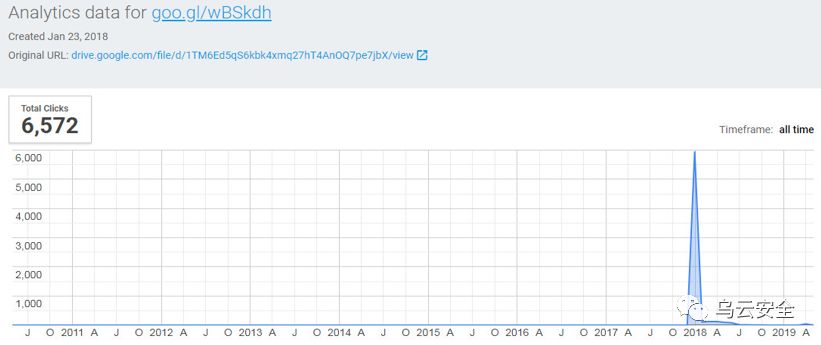 Analytics data for goo.gl/wBSkdh
Created Jan 23, 2018
Original URL: drive.google.com/file/d/1TM6Ed5qS6kbk4xmq27hT4AnOQ7pe7jbX/view
Total Clicks
6,572
Timeframe: all time
6,000
5,000
4,000
3,000
2,000
1,000
乌云安全
J O 2011 A J O 2012 A J O 2013 A J O 2014 A J O 2015 A J O 2016 A J O 2017 A J O 2018 A J O 2019 A